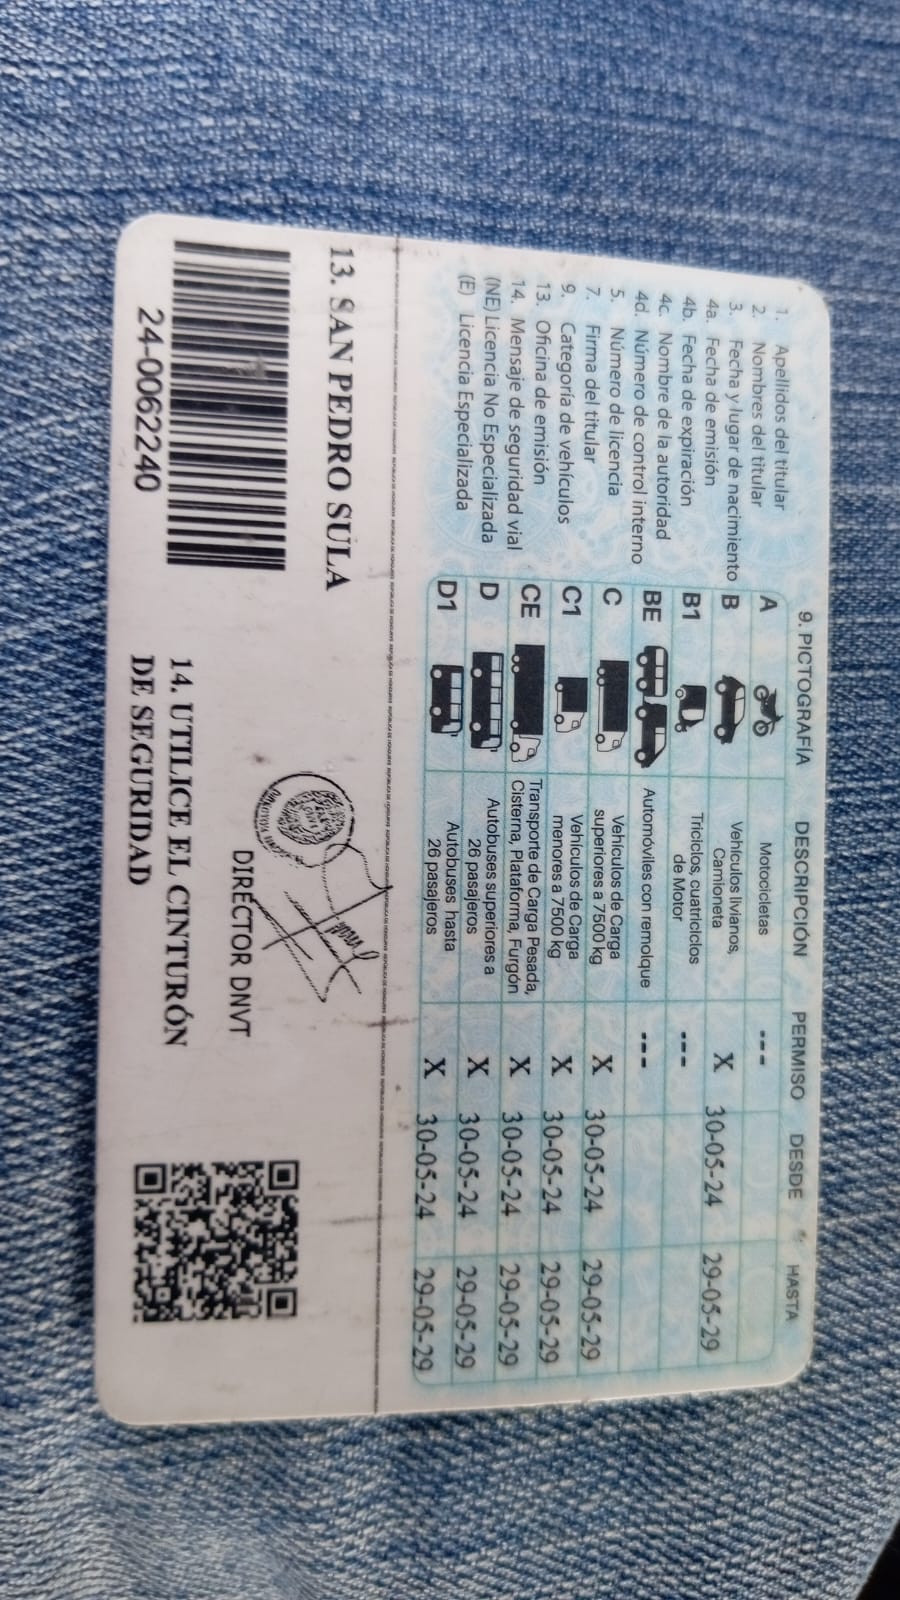 1. Apellidos del titular
2. Nombres del titular
3. Fecha y lugar de nacimiento
4a. Fecha de emisión
4b. Fecha de expiración
4c. Nombre de la autoridad
4d. Número de control interno
5. Número de licencia
7. Firma del titular
9. Categoría de vehículos
13. Oficina de emisión
14. Mensaje de seguridad vial
(NE) Licencia No Especializada
(E) Licencia Especializada
9. PICTOGRAFÍA DESCRIPCIÓN PERMISO DESDE HASTA
A Motocicletas ---
B Vehículos livianos, Camioneta X 30-05-24 29-05-29
B1 Triciclos, cuatriciclos de Motor ---
BE Automóviles con remolque ---
C Vehículos de Carga superiores a 7500 kg X 30-05-24 29-05-29
C1 Vehículos de Carga menores a 7500 kg X 30-05-24 29-05-29
CE Transporte de Carga Pesada, Cisterna, Plataforma, Furgón X 30-05-24 29-05-29
D Autobuses superiores a 26 pasajeros X 30-05-24 29-05-29
D1 Autobuses hasta 26 pasajeros X 30-05-24 29-05-29
13. SAN PEDRO SULA
DIRECTOR DNVT
24-0062240
14. UTILICE EL CINTURÓN
DE SEGURIDAD